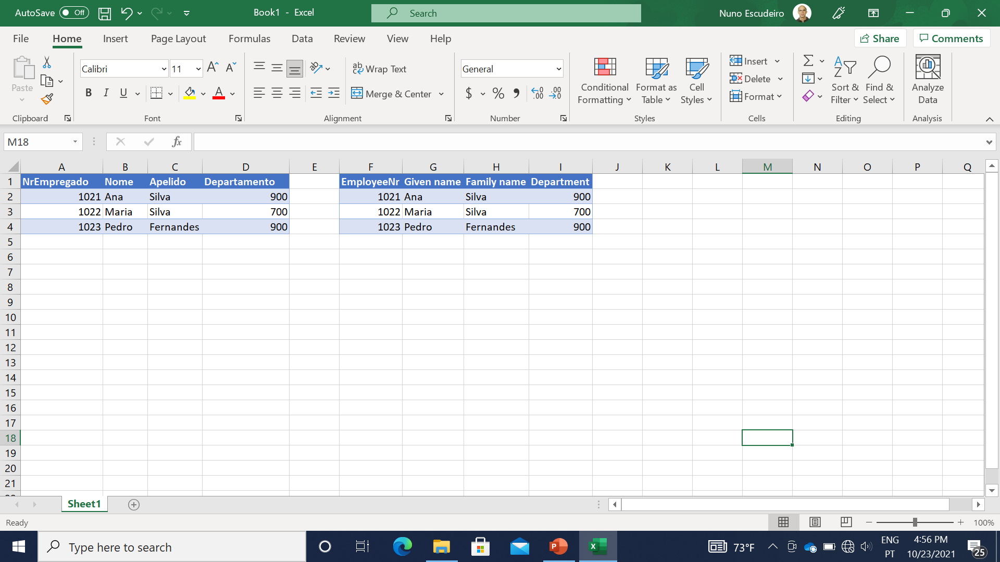 AutoSave Off Book1 - Excel Search Nuno Escudeiro
File Home Insert Page Layout Formulas Data Review View Help Share Comments
Paste Calibri 11 A A ab Wrap Text General Conditional Formatting Format as Table Cell Styles Insert Delete Format Sort & Filter Find & Select Analyze Data
B I U A Merge & Center $ % 9 .00 .00
Clipboard Font Alignment Number Styles Cells Editing Analysis
M18 fx
A B C D E F G H I J K L M N O P Q
1 NrEmpregado Nome Apelido Departamento EmployeeNr Given name Family name Department
2 1021 Ana Silva 900 1021 Ana Silva 900
3 1022 Maria Silva 700 1022 Maria Silva 700
4 1023 Pedro Fernandes 900 1023 Pedro Fernandes 900
5
6
7
8
9
10
11
12
13
14
15
16
17
18
19
20
21
Sheet1
Ready 100%
Type here to search 73°F ENG 4:56 PM
PT 10/23/2021 25